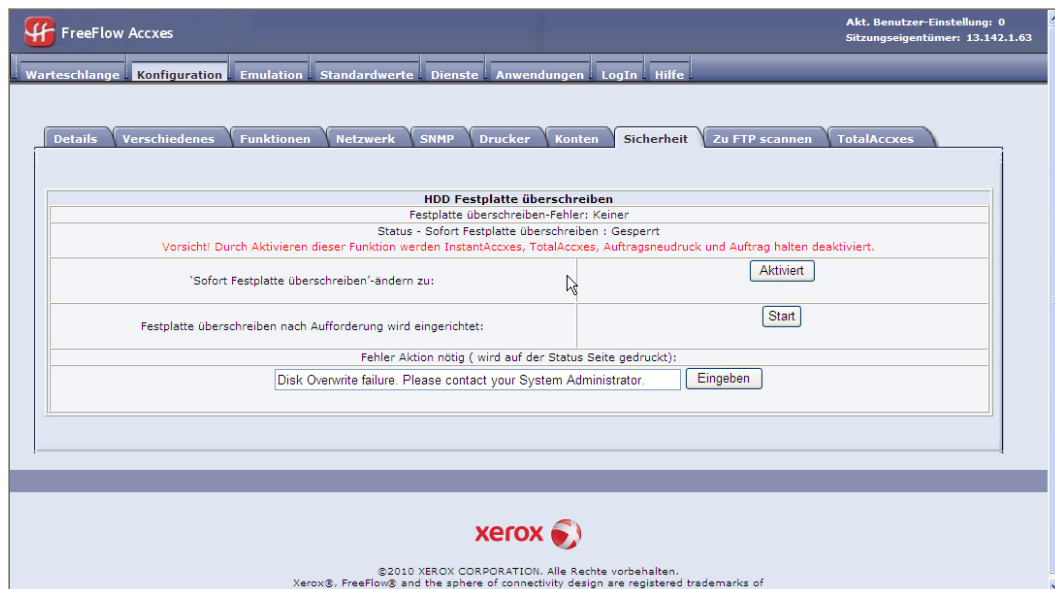 FreeFlow Accxes
Akt. Benutzer-Einstellung: 0
Sitzungseigentümer: 13.142.1.63
Warteschlange Konfiguration Emulation Standardwerte Dienste Anwendungen LogIn Hilfe
Details Verschiedenes Funktionen Netzwerk SNMP Drucker Konten Sicherheit Zu FTP scannen TotalAccxes
HDD Festplatte überschreiben
Festplatte überschreiben-Fehler: Keiner
Status - Sofort Festplatte überschreiben : Gesperrt
Vorsicht! Durch Aktivieren dieser Funktion werden InstantAccxes, TotalAccxes, Auftragsneudruck und Auftrag halten deaktiviert.
'Sofort Festplatte überschreiben'-ändern zu: Aktiviert
Festplatte überschreiben nach Aufforderung wird eingerichtet: Start
Fehler Aktion nötig ( wird auf der Status Seite gedruckt):
Disk Overwrite failure. Please contact your System Administrator. Eingeben
xerox
©2010 XEROX CORPORATION. Alle Rechte vorbehalten.
Xerox®, FreeFlow® and the sphere of connectivity design are registered trademarks of